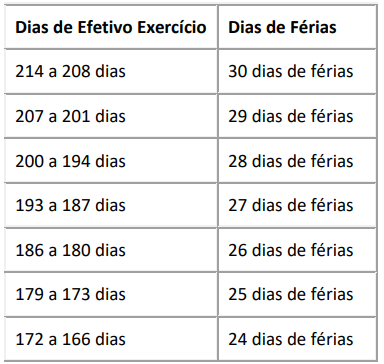 Dias de Efetivo Exercício Dias de Férias
214 a 208 dias 30 dias de férias
207 a 201 dias 29 dias de férias
200 a 194 dias 28 dias de férias
193 a 187 dias 27 dias de férias
186 a 180 dias 26 dias de férias
179 a 173 dias 25 dias de férias
172 a 166 dias 24 dias de férias